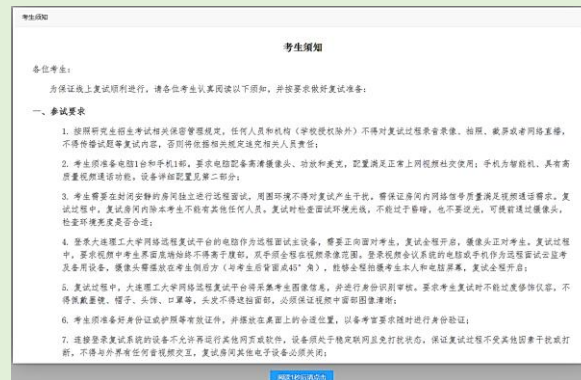 考生须知
考生须知
各位考生:
为保证线上复试顺利进行，请各位考生认真阅读以下须知，并按要求做好复试准备:
一、参试要求
1. 按照研究生招生考试相关保密管理规定，任何人员和机构（学校授权除外）不得对复试过程录音录像、拍照、截屏或者网络直播，
不得传播试题等复试内容，否则将依据相关规定追究相关人员责任;
2. 考生须准备电脑1台和手机1部，要求电脑配备高清摄像头、功放和麦克，配置满足正常上网视频社交使用；手机为智能机、具有高
质量视频通话功能，设备详细配置见第二部分;
3. 考生需要在封闭安静的房间独立进行远程面试，周围环境不得对复试产生干扰，需保证房间内网络信号质量满足视频通话需求。复
试过程中，复试房间内除本考生不能有其他任何人员。复试时检查面试环境光线，不能过于昏暗，也不要逆光，可提前通过摄像头，
检查环境亮度是否合适;
4. 登录大连理工大学网络远程复试平台的电脑作为远程面试主设备，需要正向面对考生，复试全程开启，摄像头正对考生。复试过程
中，要求视频中考生界面底端始终不得高于腹部，双手须全程在视频录像范围。登录视频会议系统的电脑或手机作为远程面试云监考
及备用设备，摄像头需摆放在考生侧后方（与考生后背面成45°角），能够全程拍摄考生本人和电脑屏幕，复试全程开启;
5. 复试过程中，大连理工大学网络远程复试平台将采集考生图像信息，并进行身份识别审核。要求考生复试时不能过度修饰仪容，不
得佩戴墨镜、帽子、头饰、口罩等，头发不得遮挡面部，必须保证视频中面部图像清晰;
6. 考生须准备好身份证或护照等有效证件，并摆放在桌面上的合适位置，以备考官要求随时进行身份验证;
7. 连接登录复试系统的设备不允许再运行其他网页或软件，设备须处于稳定联网且免打扰状态，保证复试过程不受其他因素干扰或打
断，不得与外界有任何音视频交互，复试房间其他电子设备必须关闭;
阅读1秒后请点击